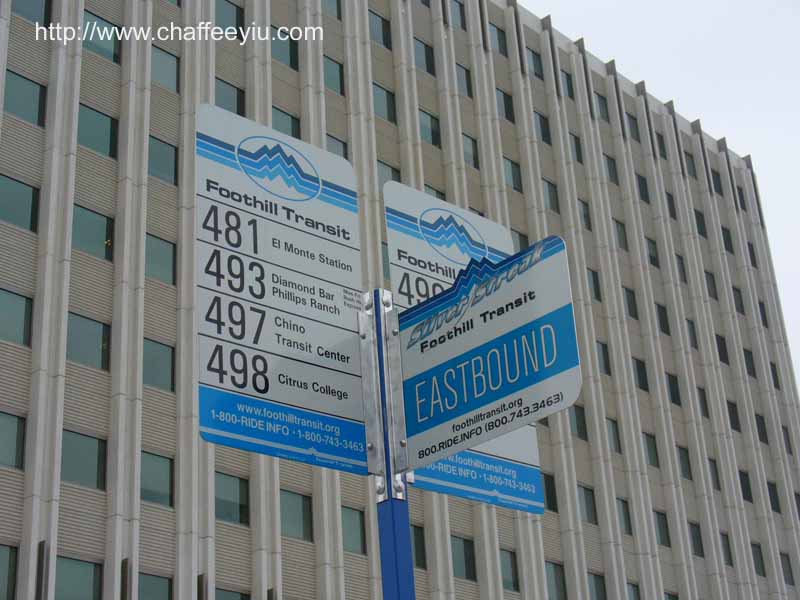 http://www.chaffeeyiu.com/
Foothill Transit
481 El Monte Station
493 Diamond Bar
Phillips Ranch
497 Chino
Transit Center
498 Citrus College
www.foothilltransit.org
1-800-RIDE INFO · 1-800-743-3463
Foothill
49
Silver Streak
Foothill Transit
EASTBOUND
foothilltransit.org
800.RIDE.INFO (800.743.3463)
transit.org
RIDE INFO · 1-800-743-3463